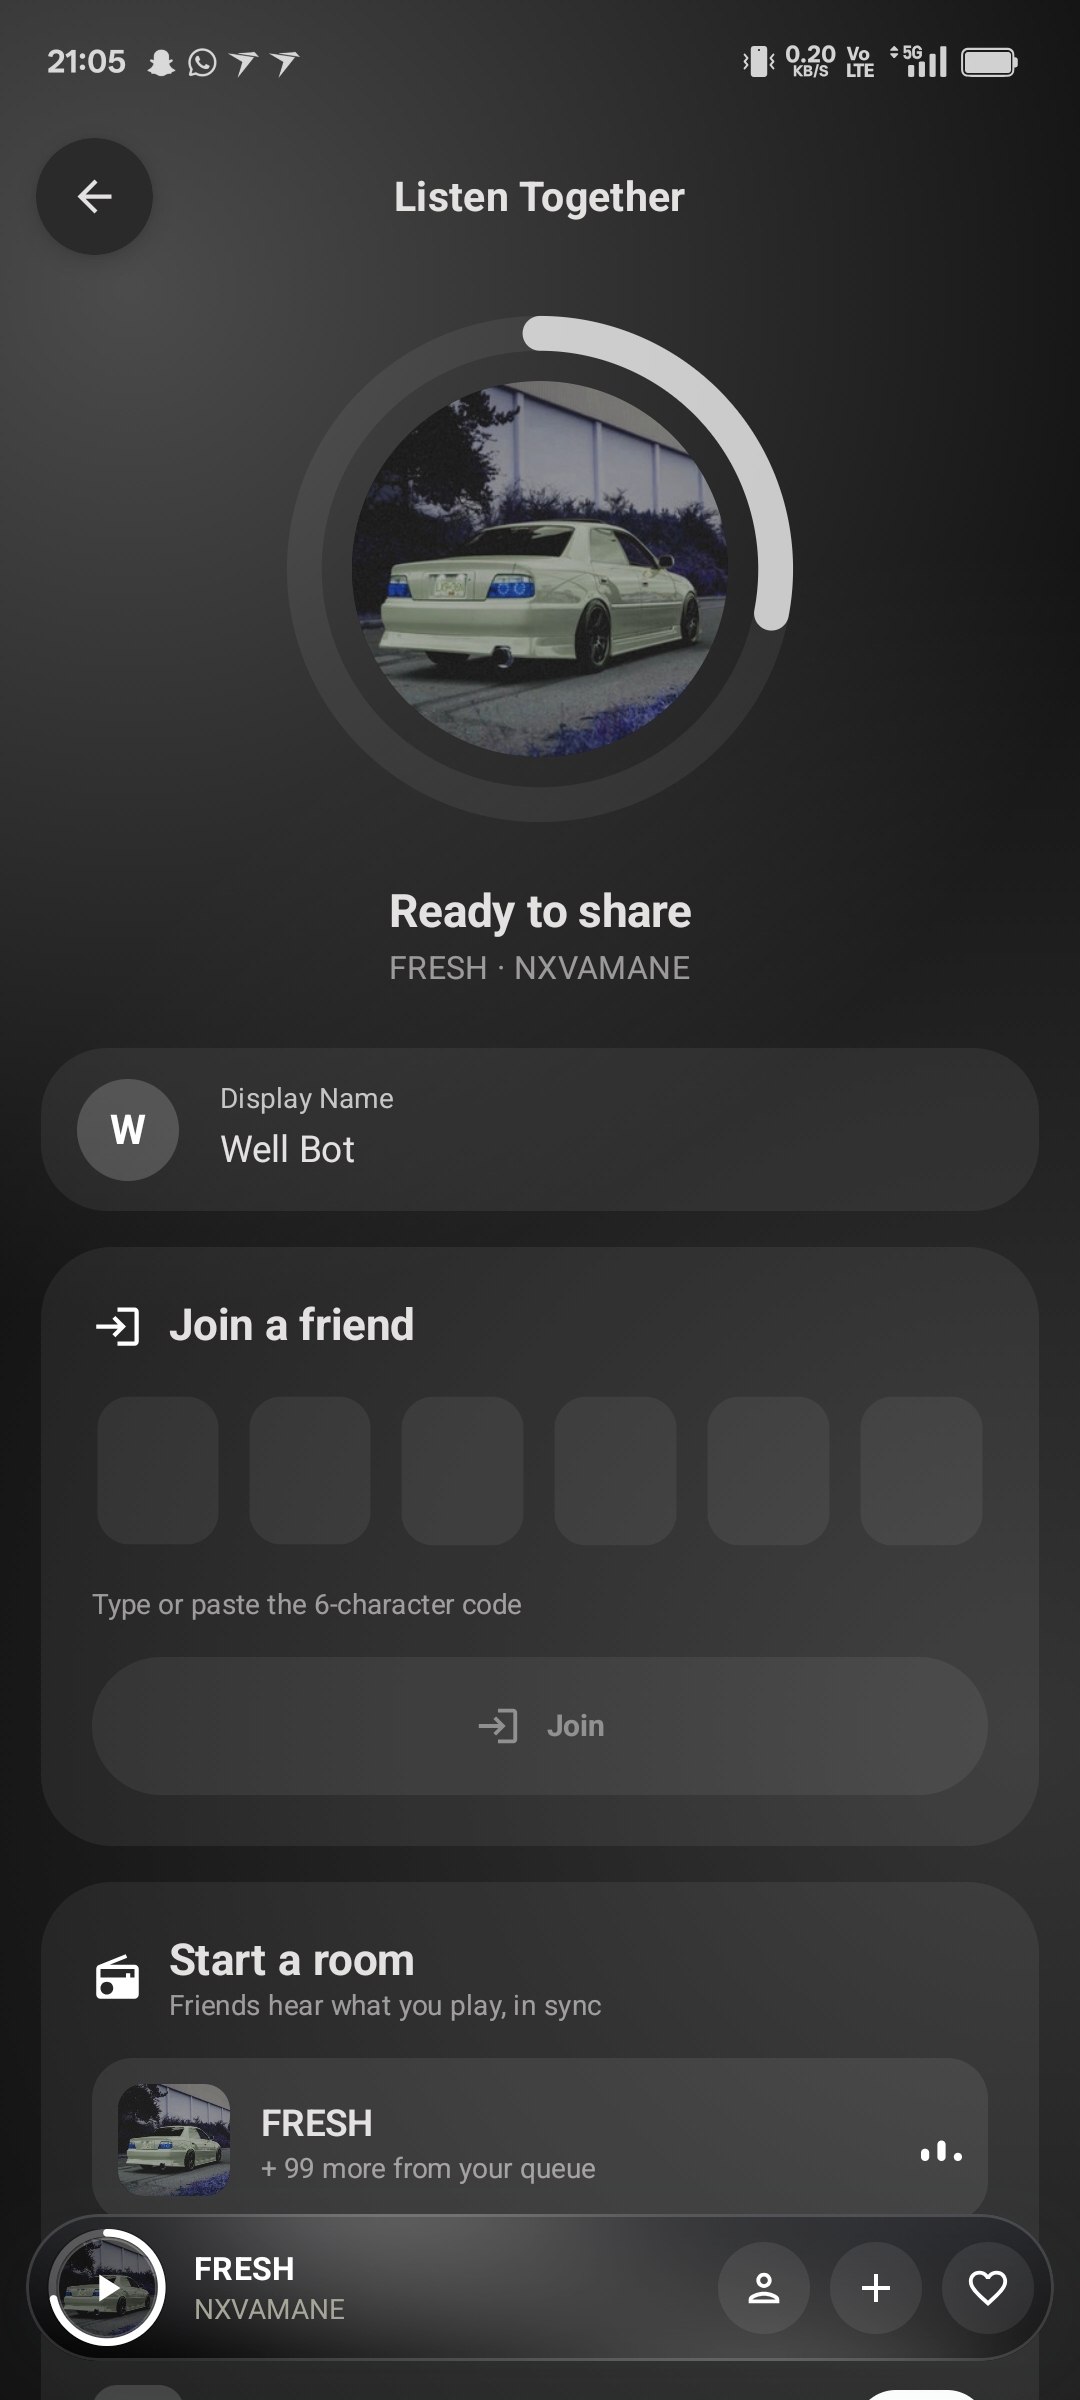 21:05
0.20
KB/S
Vo
LTE
5G
Listen Together
Ready to share
FRESH · NXVAMANE
W
Display Name
Well Bot
Join a friend
Type or paste the 6-character code
Join
Start a room
Friends hear what you play, in sync
FRESH
+ 99 more from your queue
FRESH
NXVAMANE